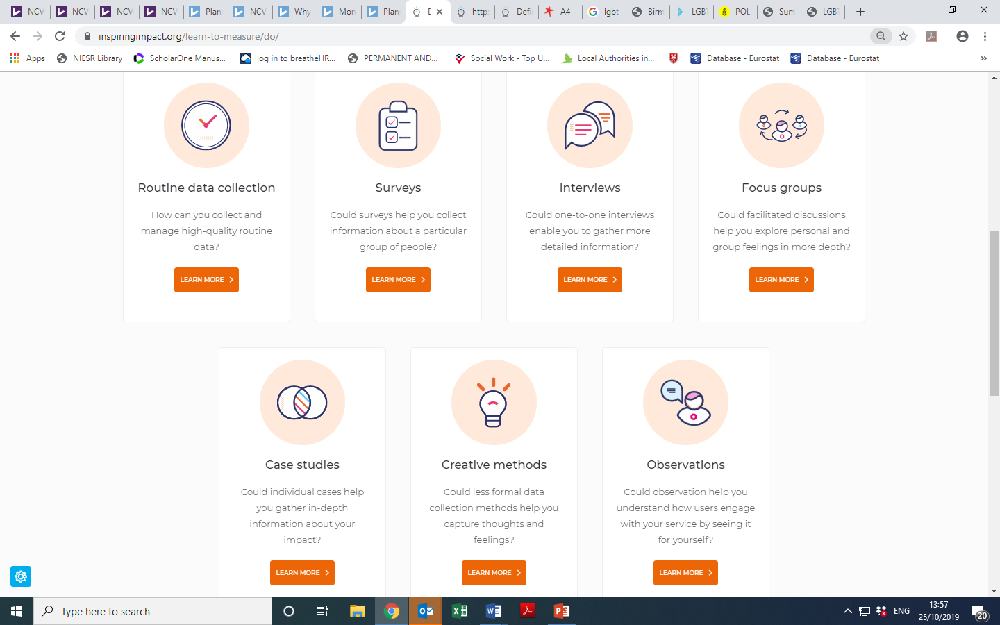 NCV NCV NCV NCV Plan NCV Why Mon Plan D https Defi A4 lgbt Birm LGBT POL Sum LGBT
inspiringimpact.org/learn-to-measure/do/
Apps NIESR Library ScholarOne Manus... log in to breatheHR... PERMANENT AND... Social Work - Top U... Local Authorities in... Database - Eurostat Database - Eurostat »
Routine data collection
How can you collect and
manage high-quality routine
data?
LEARN MORE
Surveys
Could surveys help you collect
information about a particular
group of people?
LEARN MORE
Interviews
Could one-to-one interviews
enable you to gather more
detailed information?
LEARN MORE
Focus groups
Could facilitated discussions
help you explore personal and
group feelings in more depth?
LEARN MORE
Case studies
Could individual cases help
you gather in-depth
information about your
impact?
LEARN MORE
Creative methods
Could less formal data
collection methods help you
capture thoughts and
feelings?
LEARN MORE
Observations
Could observation help you
understand how users engage
with your service by seeing it
for yourself?
LEARN MORE
Type here to search
ENG
13:57
25/10/2019
20